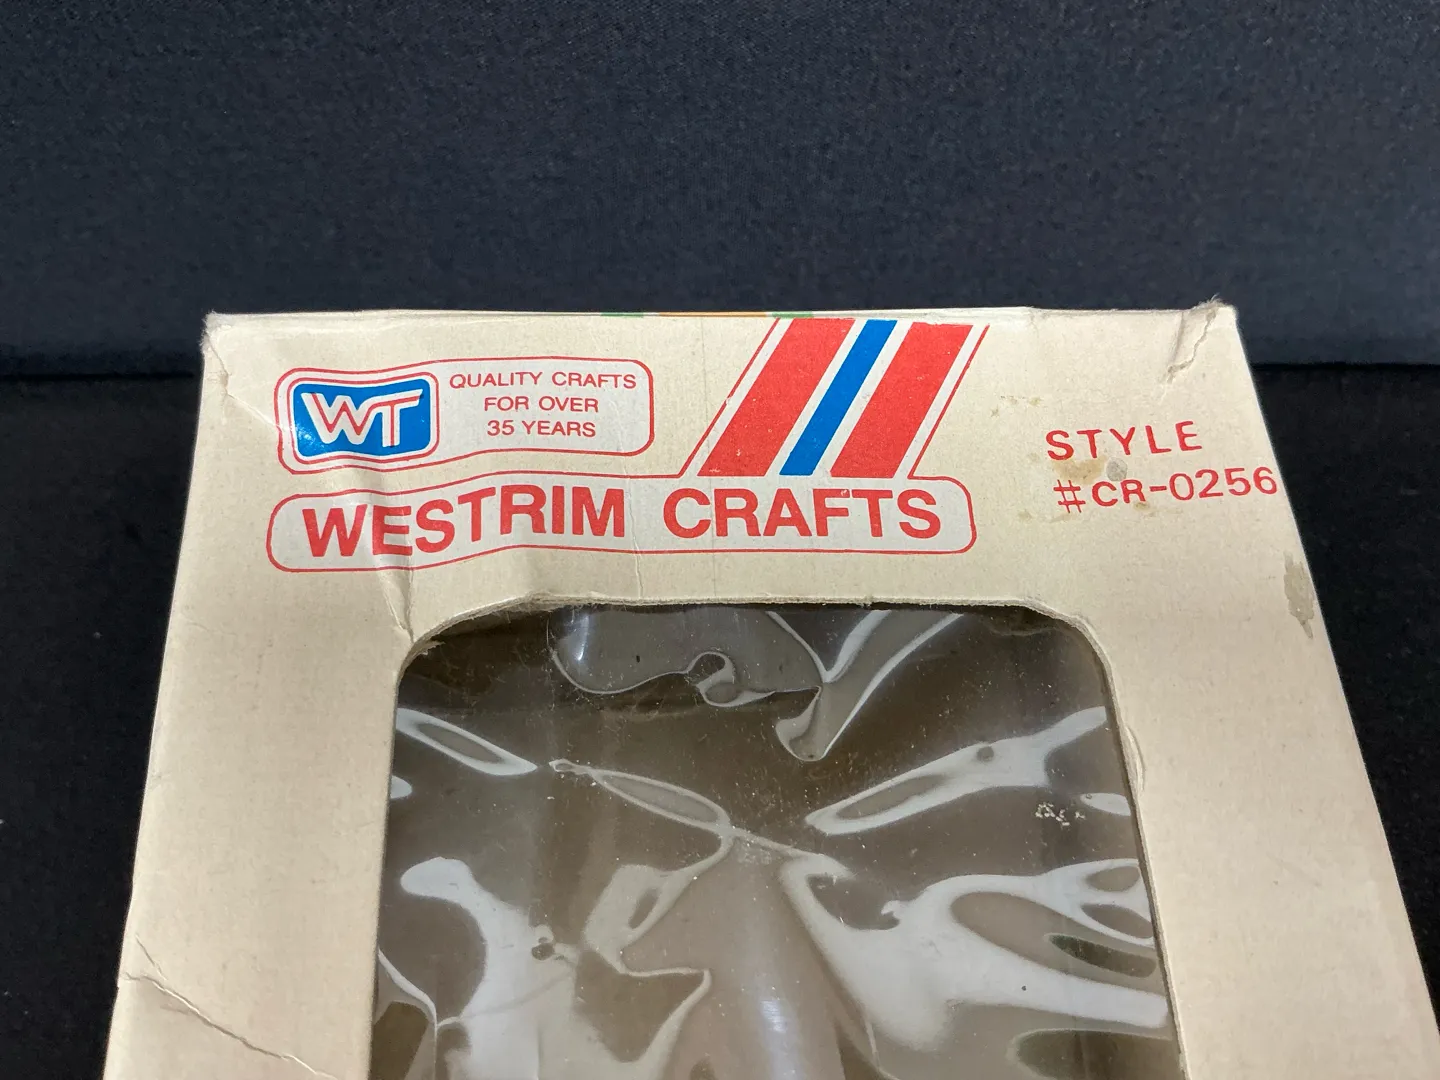 WT
QUALITY CRAFTS
FOR OVER
35 YEARS
WESTRIM CRAFTS
STYLE
#CR-0256